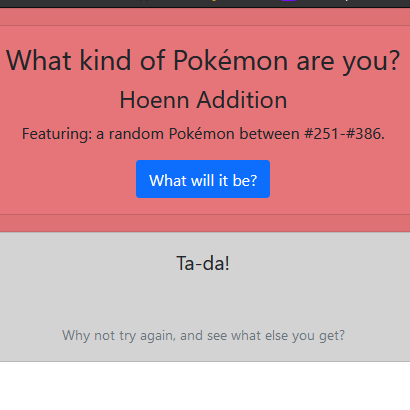 What kind of Pokémon are you?
Hoenn Addition
Featuring: a random Pokémon between #251-#386.
What will it be?
Ta-da!
Why not try again, and see what else you get?